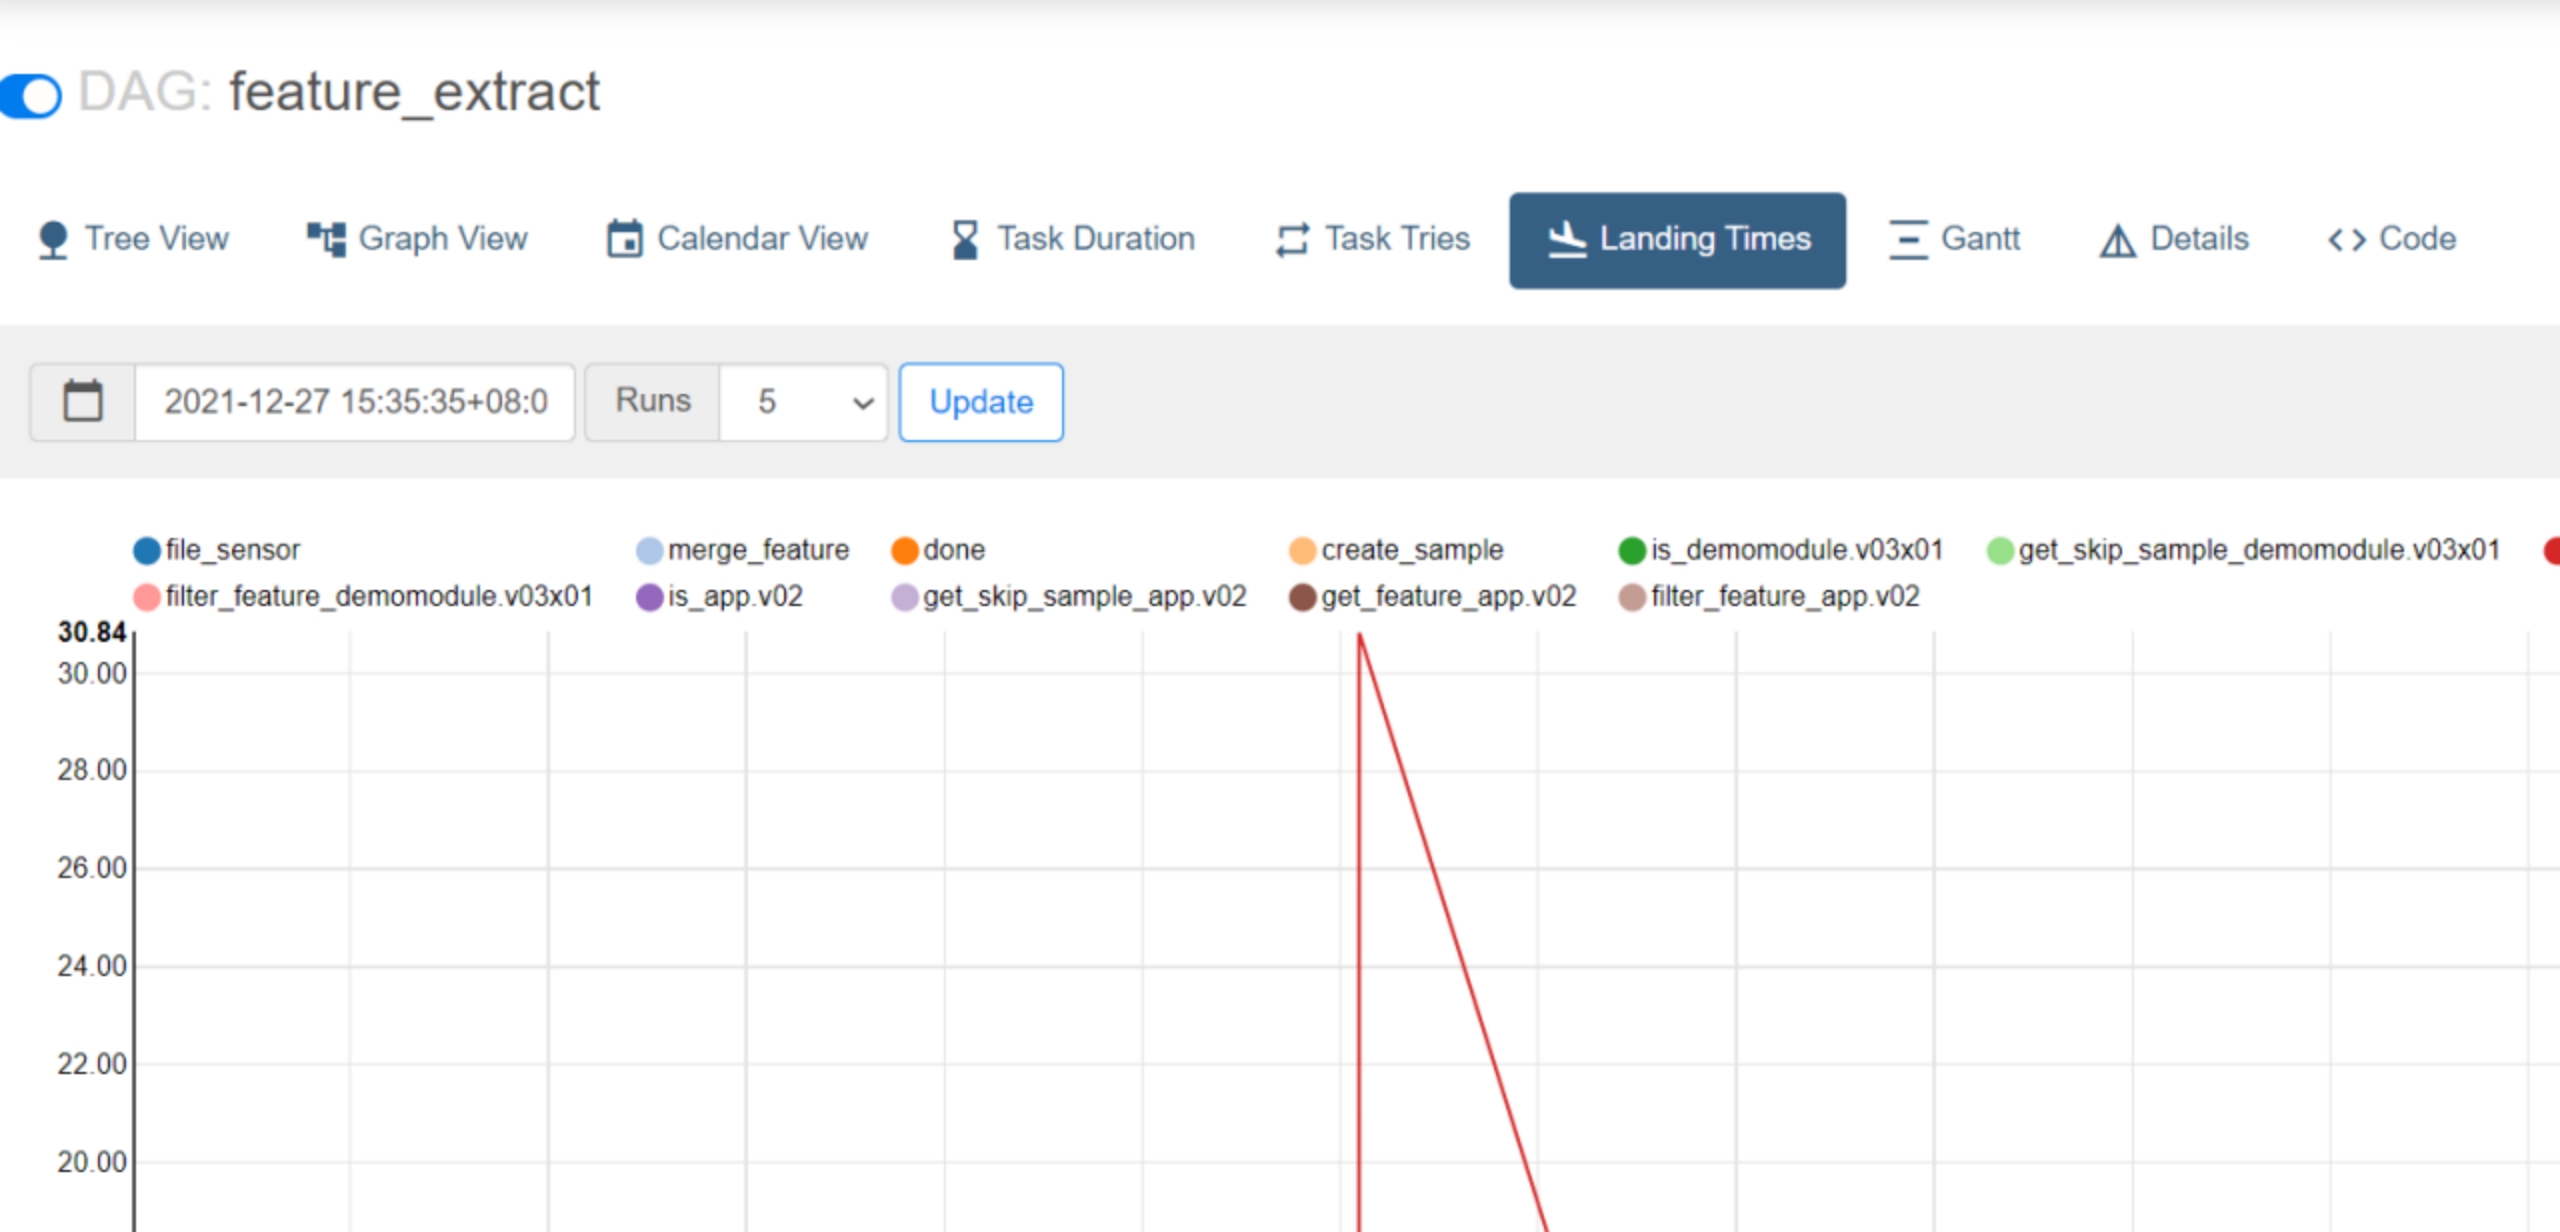 DAG: feature_extract
Tree View Graph View Calendar View Task Duration Task Tries Landing Times Gantt Details Code
2021-12-27 15:35:35+08:0 Runs 5 Update
file_sensor merge_feature done create_sample is_demomodule.v03x01 get_skip_sample_demomodule.v03x01
filter_feature_demomodule.v03x01 is_app.v02 get_skip_sample_app.v02 get_feature_app.v02 filter_feature_app.v02
30.84
30.00
28.00
26.00
24.00
22.00
20.00